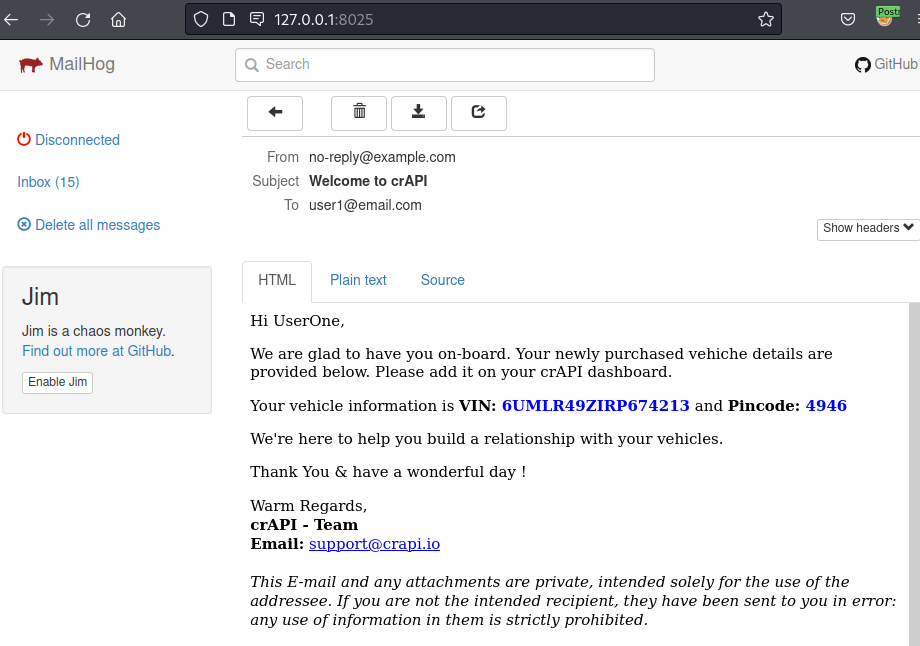 127.0.0.1:8025
MailHog
Search
GitHub
Disconnected
Inbox (15)
Delete all messages
Jim
Jim is a chaos monkey.
Find out more at GitHub.
Enable Jim
From no-reply@example.com
Subject Welcome to crAPI
To user1@email.com
Show headers
HTML Plain text Source
Hi UserOne,
We are glad to have you on-board. Your newly purchased vehiche details are
provided below. Please add it on your crAPI dashboard.
Your vehicle information is VIN: 6UMLR49ZIRP674213 and Pincode: 4946
We're here to help you build a relationship with your vehicles.
Thank You & have a wonderful day !
Warm Regards,
crAPI - Team
Email: support@crapi.io
This E-mail and any attachments are private, intended solely for the use of the
addressee. If you are not the intended recipient, they have been sent to you in error:
any use of information in them is strictly prohibited.